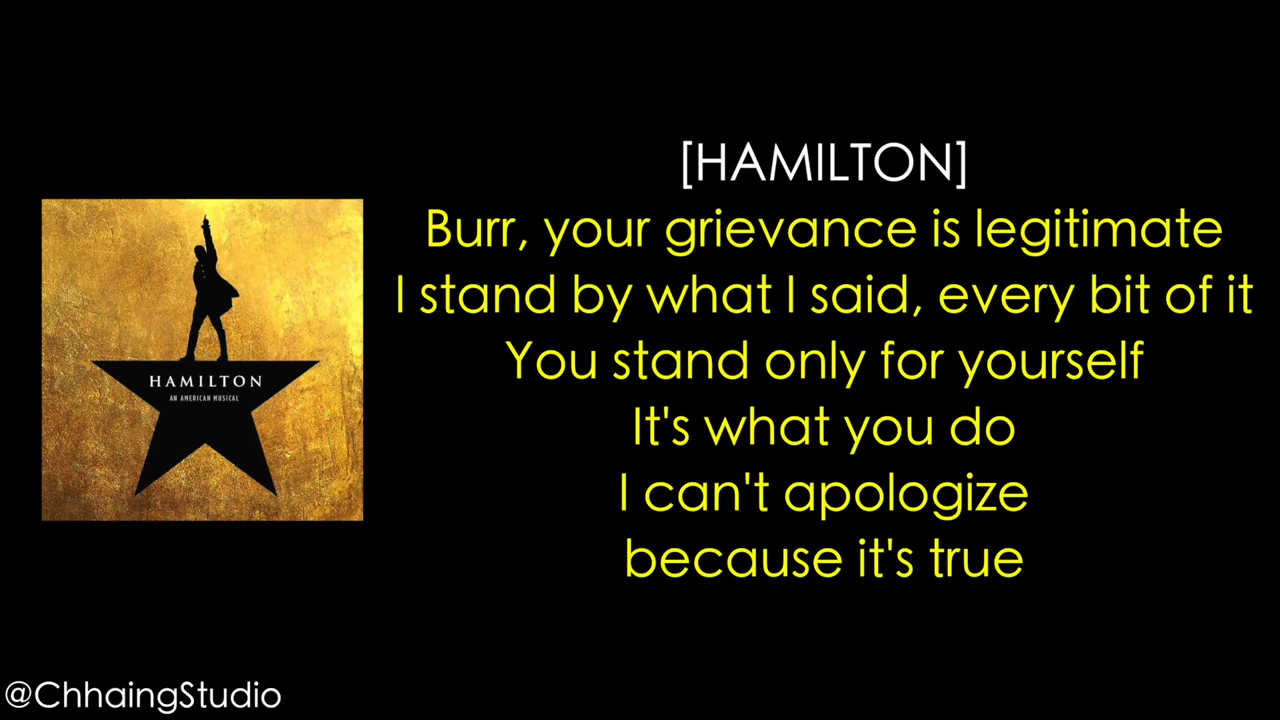 [HAMILTON]
Burr, your grievance is legitimate
I stand by what I said, every bit of it
You stand only for yourself
It's what you do
I can't apologize
because it's true
HAMILTON
AN AMERICAN MUSICAL
@ChhaingStudio